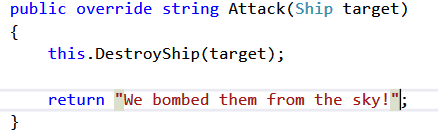 public override string Attack(Ship target)
{
    this.DestroyShip(target);

    return "We bombed them from the sky!";
}